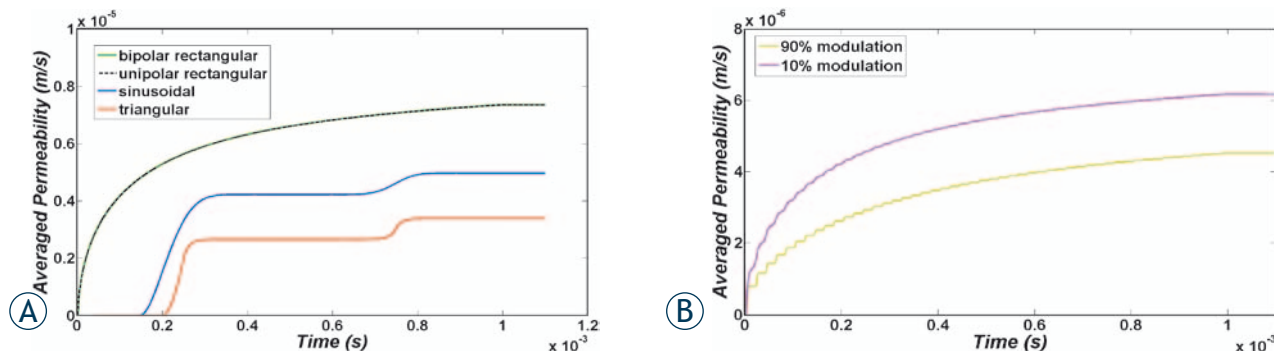 x 10⁻⁵
1
0.8
0.6
0.4
0.2
0
Averaged Permeability (m/s)
bipolar rectangular
unipolar rectangular
sinusoidal
triangular
0 0.2 0.4 0.6 0.8 1 1.2
Time (s)
x 10⁻³
A
x 10⁻⁶
8
6
4
2
0
Averaged Permeability (m/s)
90% modulation
10% modulation
0 0.2 0.4 0.6 0.8 1
Time (s)
x 10⁻³
B